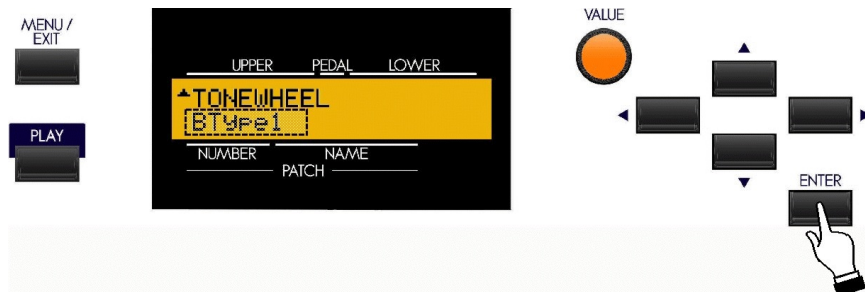 MENU /
EXIT
PLAY
UPPER PEDAL LOWER
TONEWHEEL
BType1
NUMBER NAME
PATCH
VALUE
ENTER